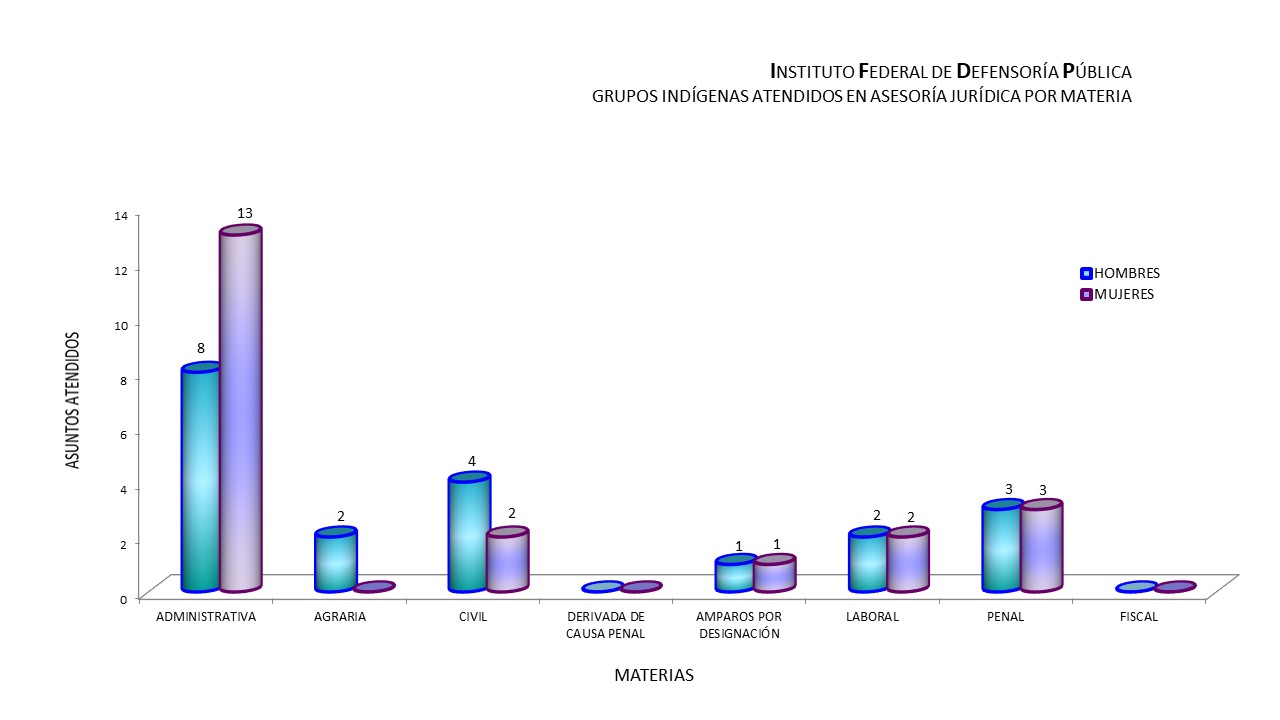 INSTITUTO FEDERAL DE DEFENSORÍA PÚBLICA
GRUPOS INDÍGENAS ATENDIDOS EN ASESORÍA JURÍDICA POR MATERIA
14
12
10
8
6
4
2
0
ASUNTOS ATENDIDOS
8
13
2
4
2
1
1
2
2
3
3
HOMBRES
MUJERES
ADMINISTRATIVA
AGRARIA
CIVIL
DERIVADA DE
CAUSA PENAL
AMPAROS POR
DESIGNACIÓN
LABORAL
PENAL
FISCAL
MATERIAS